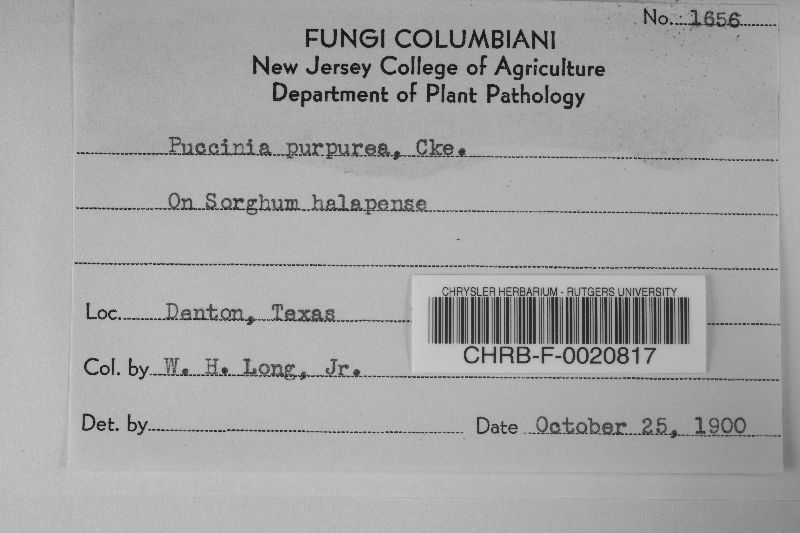 No. 1656
FUNGI COLUMBIANI
New Jersey College of Agriculture
Department of Plant Pathology
Puccinia purpurea, Cke.
On Sorghum halapense
Loc. Denton, Texas
CHRYSLER HERBARIUM - RUTGERS UNIVERSITY
CHRB-F-0020817
Col. by W. H. Long, Jr.
Det. by
Date October 25, 1900